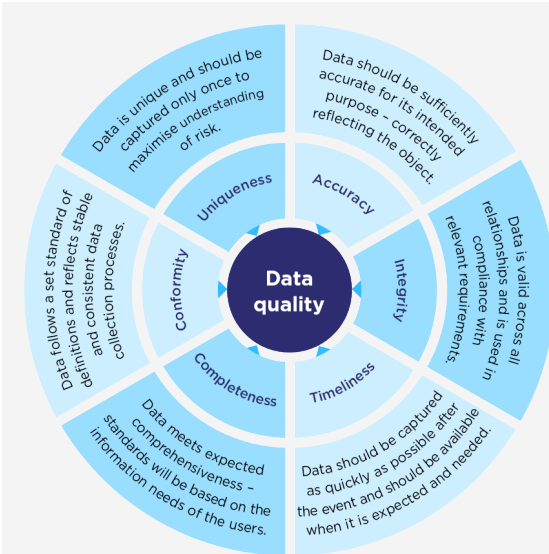 Data
quality
Accuracy
Data should be sufficiently
accurate for its intended
purpose – correctly
reflecting the object.
Integrity
Data is valid across all
relationships and is used in
compliance with
relevant requirements.
Timeliness
Data should be captured
as quickly as possible after
the event and should be available
when it is expected and needed.
Completeness
Data meets expected
comprehensiveness –
standards will be based on the
information needs of the users.
Conformity
Data follows a set standard of
definitions and reflects stable
and consistent data
collection processes.
Uniqueness
Data is unique and should be
captured only once to
maximise understanding
of risk.